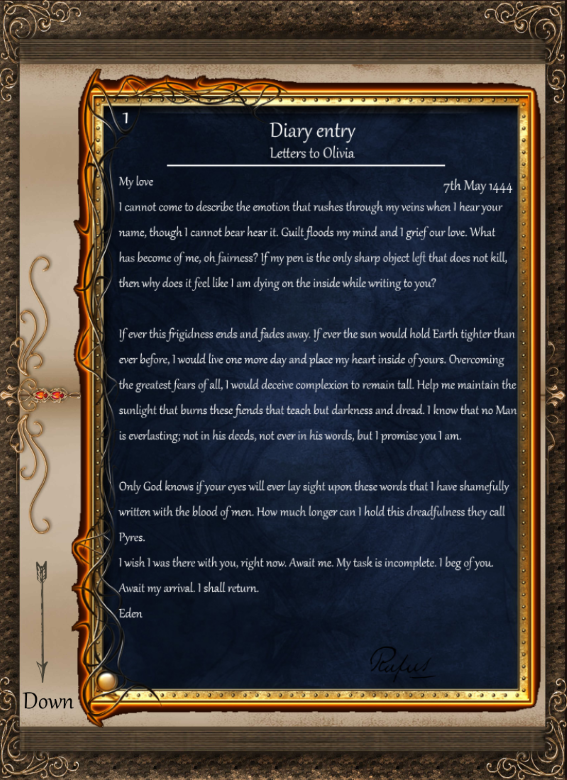 1
Diary entry
Letters to Olivia
My love
7th May 1444
I cannot come to describe the emotion that rushes through my veins when I hear your
name, though I cannot bear hear it. Guilt floods my mind and I grief our love. What
has become of me, oh fairness? If my pen is the only sharp object left that does not kill,
then why does it feel like I am dying on the inside while writing to you?
If ever this frigidness ends and fades away. If ever the sun would hold Earth tighter than
ever before, I would live one more day and place my heart inside of yours. Overcoming
the greatest fears of all, I would deceive complexion to remain tall. Help me maintain the
sunlight that burns these fiends that teach but darkness and dread. I know that no Man
is everlasting; not in his deeds, not ever in his words, but I promise you I am.
Only God knows if your eyes will ever lay sight upon these words that I have shamefully
written with the blood of men. How much longer can I hold this dreadfulness they call
Pyres.
I wish I was there with you, right now. Await me. My task is incomplete. I beg of you.
Await my arrival. I shall return.
Eden
Rufus
Down